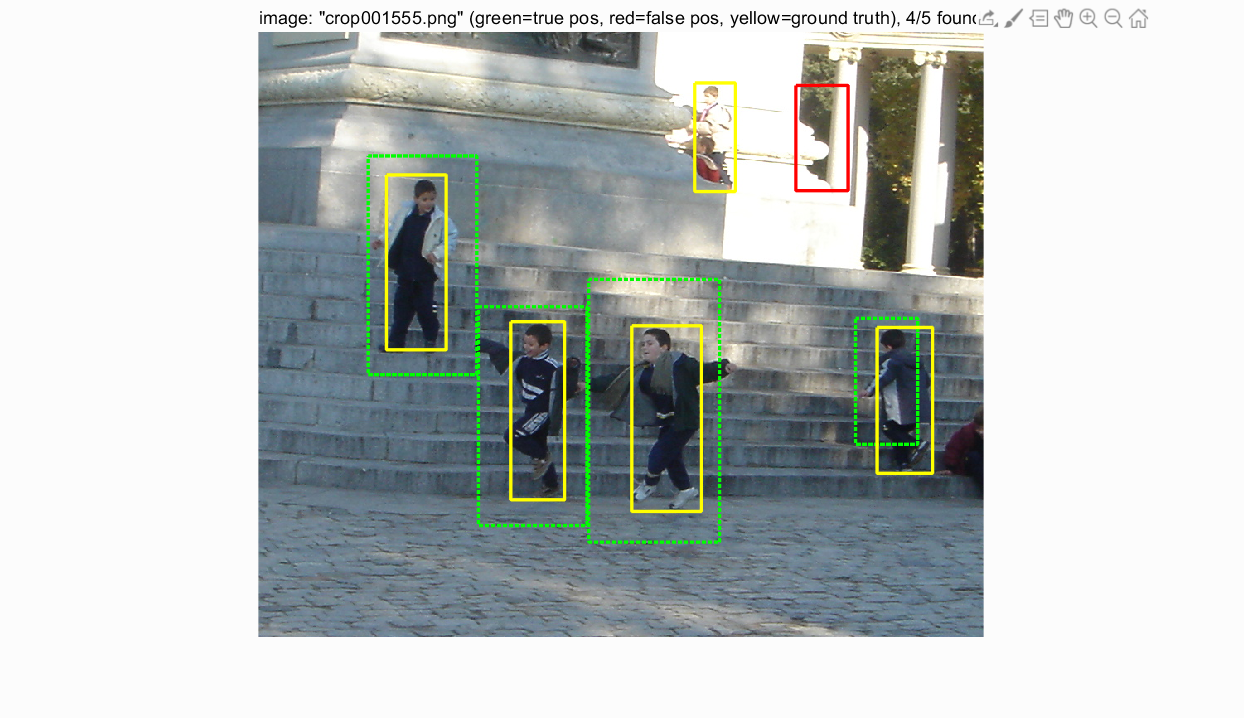 image: "crop001555.png" (green=true pos, red=false pos, yellow=ground truth), 4/5 found